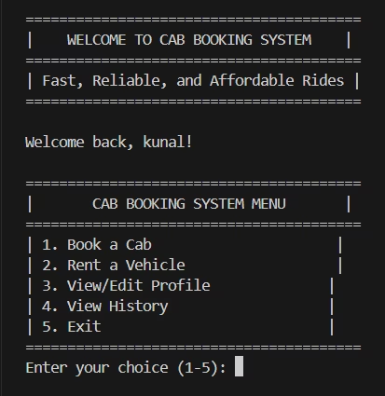 ========================================
|    WELCOME TO CAB BOOKING SYSTEM    |
========================================
| Fast, Reliable, and Affordable Rides |
========================================
Welcome back, kunal!
========================================
|       CAB BOOKING SYSTEM MENU       |
========================================
| 1. Book a Cab                      |
| 2. Rent a Vehicle                  |
| 3. View/Edit Profile              |
| 4. View History                   |
| 5. Exit                           |
========================================
Enter your choice (1-5):